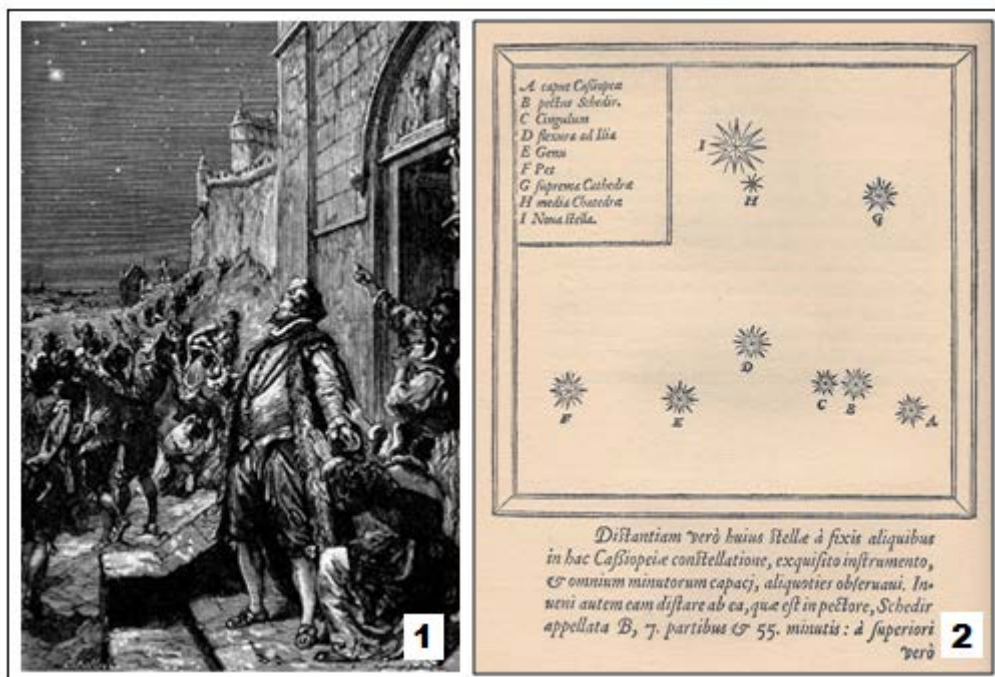 A caput Caſſiopeæ
B pectus Schedir.
C Cingulum
D flexura ad Ilia
E Genu
F Pes
G ſuprema Cathedræ
H media Chatedræ
I Noua ſtella.
I
H
G
D
F
E
C
B
A
Diſtantiam verò huius ſtellæ à fixis aliquibus
in hac Caßiopeiæ conſtellatione, exquiſito inſtrumento,
& omnium minutorum capacj, aliquoties obſeruaui. In-
ueni autem eam diſtare ab ea, quæ eſt in pectore, Schedir
appellata B, 7. partibus & 55. minutis : à ſuperiori
verò
1
2